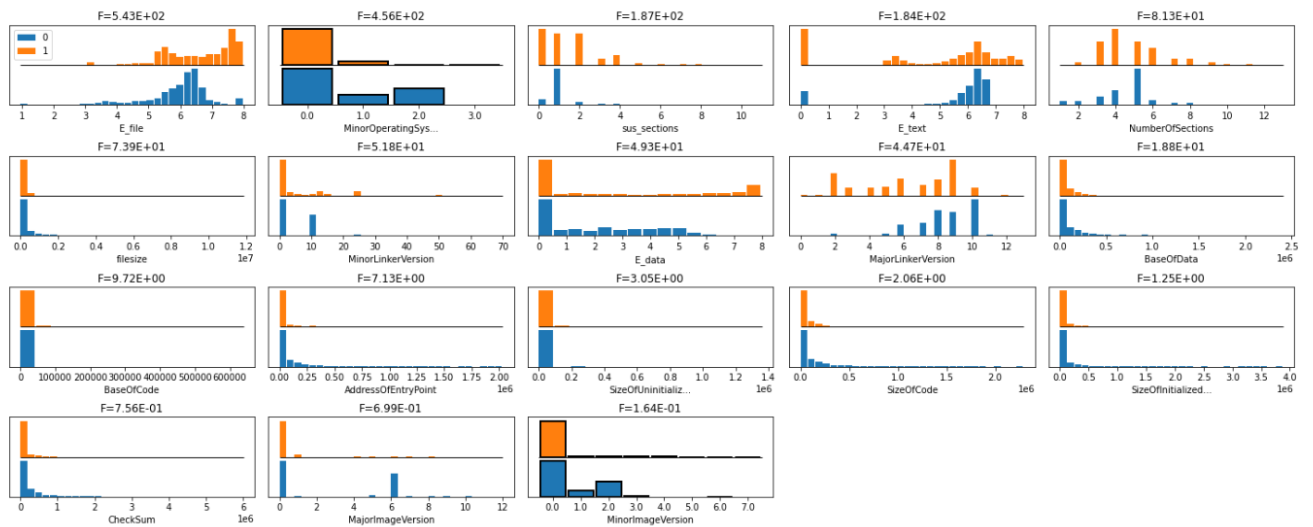 F=5.43E+02 F=4.56E+02 F=1.87E+02 F=1.84E+02 F=8.13E+01
0
1
1 2 3 4 5 6 7 8 0.0 1.0 2.0 3.0 0 2 4 6 8 10 0 1 2 3 4 5 6 7 8 2 4 6 8 10 12
E_file MinorOperatingSys... sus_sections E_text NumberOfSections
F=7.39E+01 F=5.18E+01 F=4.93E+01 F=4.47E+01 F=1.88E+01
0.0 0.2 0.4 0.6 0.8 1.0 1.2 0 10 20 30 40 50 60 70 0 1 2 3 4 5 6 7 8 0 2 4 6 8 10 12 0.0 0.5 1.0 1.5 2.0 2.5
filesize 1e7 MinorLinkerVersion E_data MajorLinkerVersion BaseOfData 1e6
F=9.72E+00 F=7.13E+00 F=3.05E+00 F=2.06E+00 F=1.25E+00
0 100000 200000 300000 400000 500000 600000 0.00 0.25 0.50 0.75 1.00 1.25 1.50 1.75 2.00 0.0 0.2 0.4 0.6 0.8 1.0 1.2 1.4 0.0 0.5 1.0 1.5 2.0 0.0 0.5 1.0 1.5 2.0 2.5 3.0 3.5 4.0
BaseOfCode AddressOfEntryPoint 1e6 SizeOfUninitializ... 1e6 SizeOfCode 1e6 SizeOfInitialized... 1e6
F=7.56E-01 F=6.99E-01 F=1.64E-01
0 1 2 3 4 5 6 0 2 4 6 8 10 12 0.0 1.0 2.0 3.0 4.0 5.0 6.0 7.0
CheckSum 1e6 MajorImageVersion MinorImageVersion